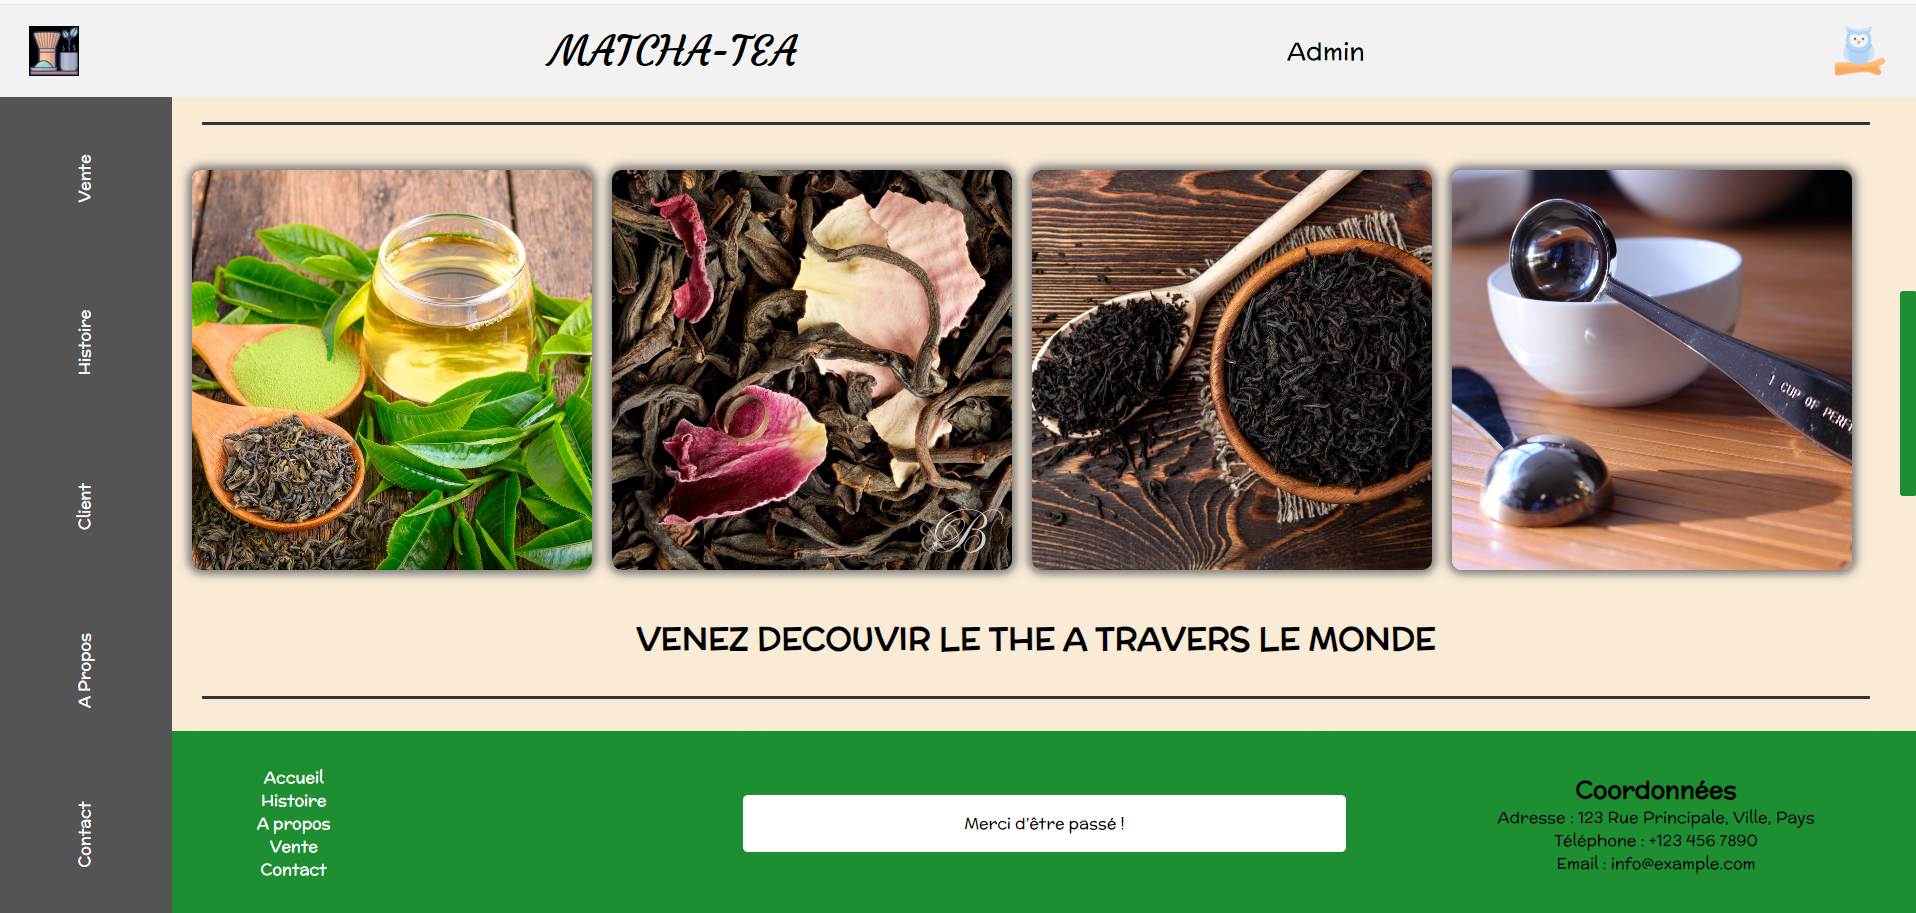 MATCHA-TEA
Admin
Vente
Histoire
Client
A Propos
Contact
B
1 CUP OF PERF
VENEZ DECOUVIR LE THE A TRAVERS LE MONDE
Accueil
Histoire
A propos
Vente
Contact
Merci d'être passé !
Coordonnées
Adresse : 123 Rue Principale, Ville, Pays
Téléphone : +123 456 7890
Email : info@example.com